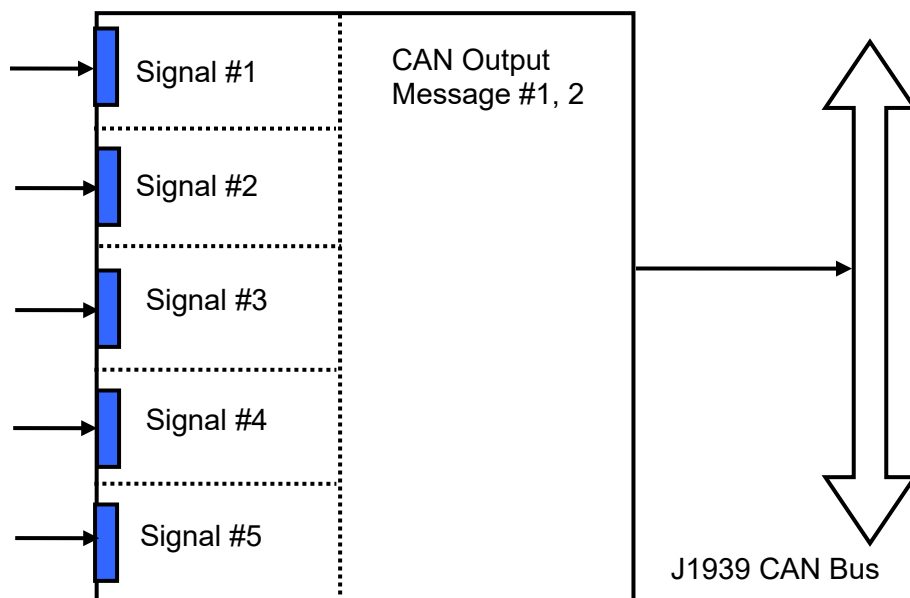 Signal #1
CAN Output
Message #1, 2
Signal #2
Signal #3
Signal #4
Signal #5
J1939 CAN Bus